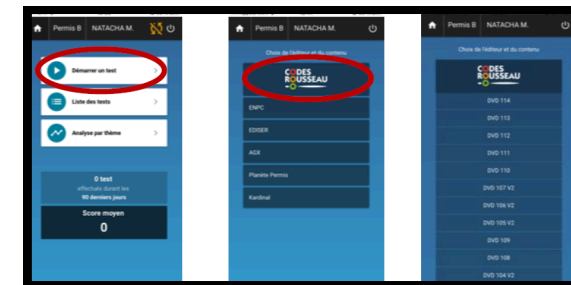 Permis B NATACHA M.
Démarrer un test
Liste des tests
Analyse par thème
0 test
effectués durant les
90 derniers jours
Score moyen
0
Permis B NATACHA M.
Choix de l'éditeur et du contenu
CODES
ROUSSEAU
ENPC
EDISER
AGX
Planète Permis
Kardinal
Permis B NATACHA M.
Choix de l'éditeur et du contenu
CODES
ROUSSEAU
DVD 114
DVD 113
DVD 112
DVD 111
DVD 110
DVD 107 V2
DVD 106 V2
DVD 105 V2
DVD 109
DVD 108
DVD 104 V2